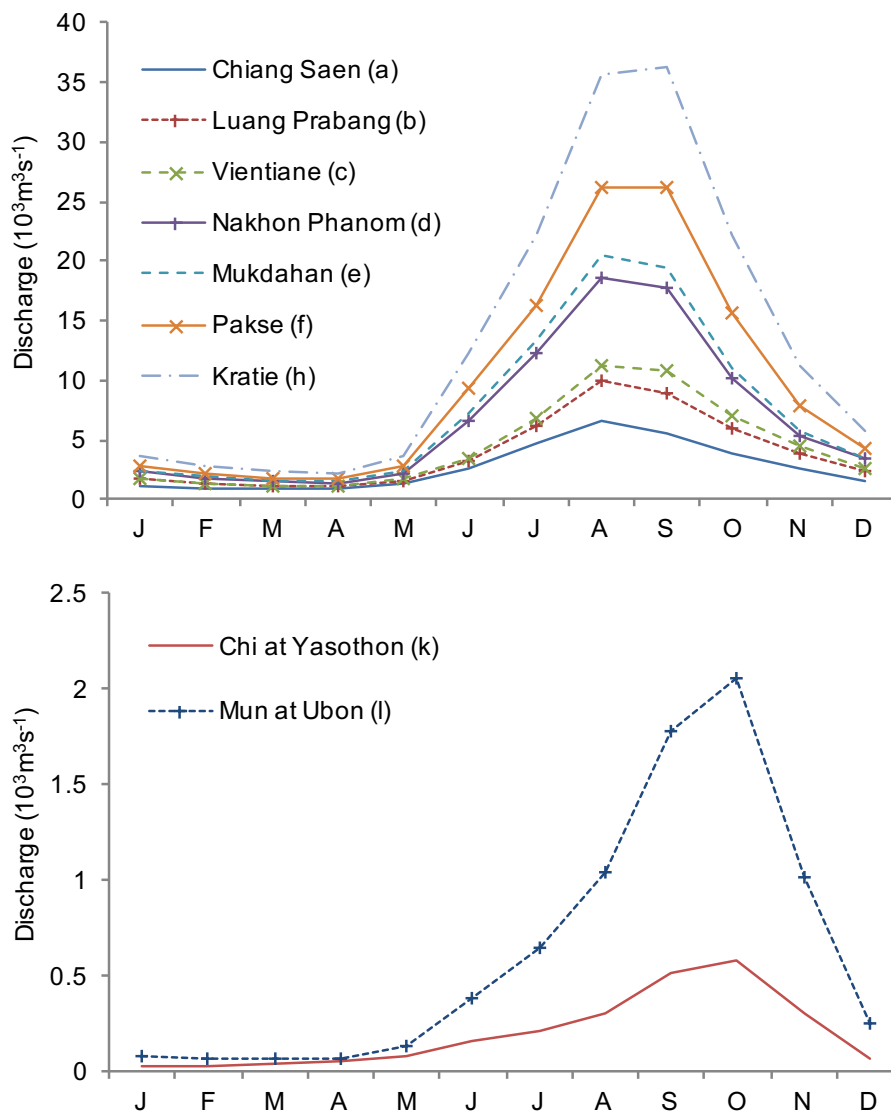 40
35
30
25
20
15
10
5
0
Discharge (10³m³s⁻¹)
Chiang Saen (a)
Luang Prabang (b)
Vientiane (c)
Nakhon Phanom (d)
Mukdahan (e)
Pakse (f)
Kratie (h)
J F M A M J J A S O N D
2.5
2
1.5
1
0.5
0
Discharge (10³m³s⁻¹)
Chi at Yasothon (k)
Mun at Ubon (l)
J F M A M J J A S O N D